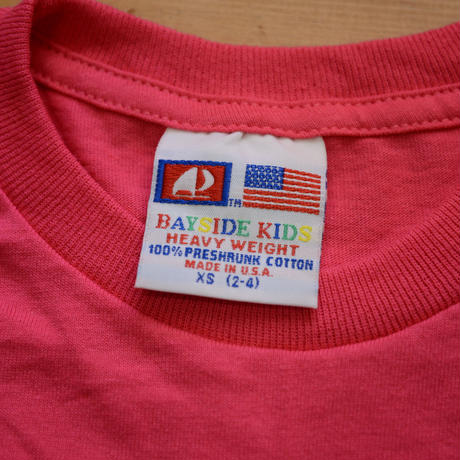 TM
BAYSIDE KIDS
HEAVY WEIGHT
100% PRESHRUNK COTTON
MADE IN U.S.A.
XS (2-4)